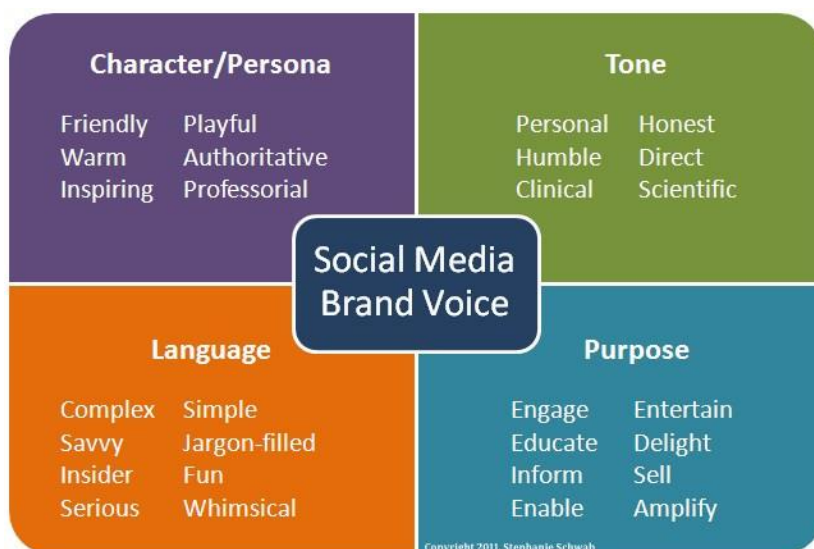 Character/Persona
Friendly Playful
Warm Authoritative
Inspiring Professorial
Tone
Personal Honest
Humble Direct
Clinical Scientific
Social Media
Brand Voice
Language
Complex Simple
Savvy Jargon-filled
Insider Fun
Serious Whimsical
Purpose
Engage Entertain
Educate Delight
Inform Sell
Enable Amplify
Copyright 2011 Stephanie Schwab